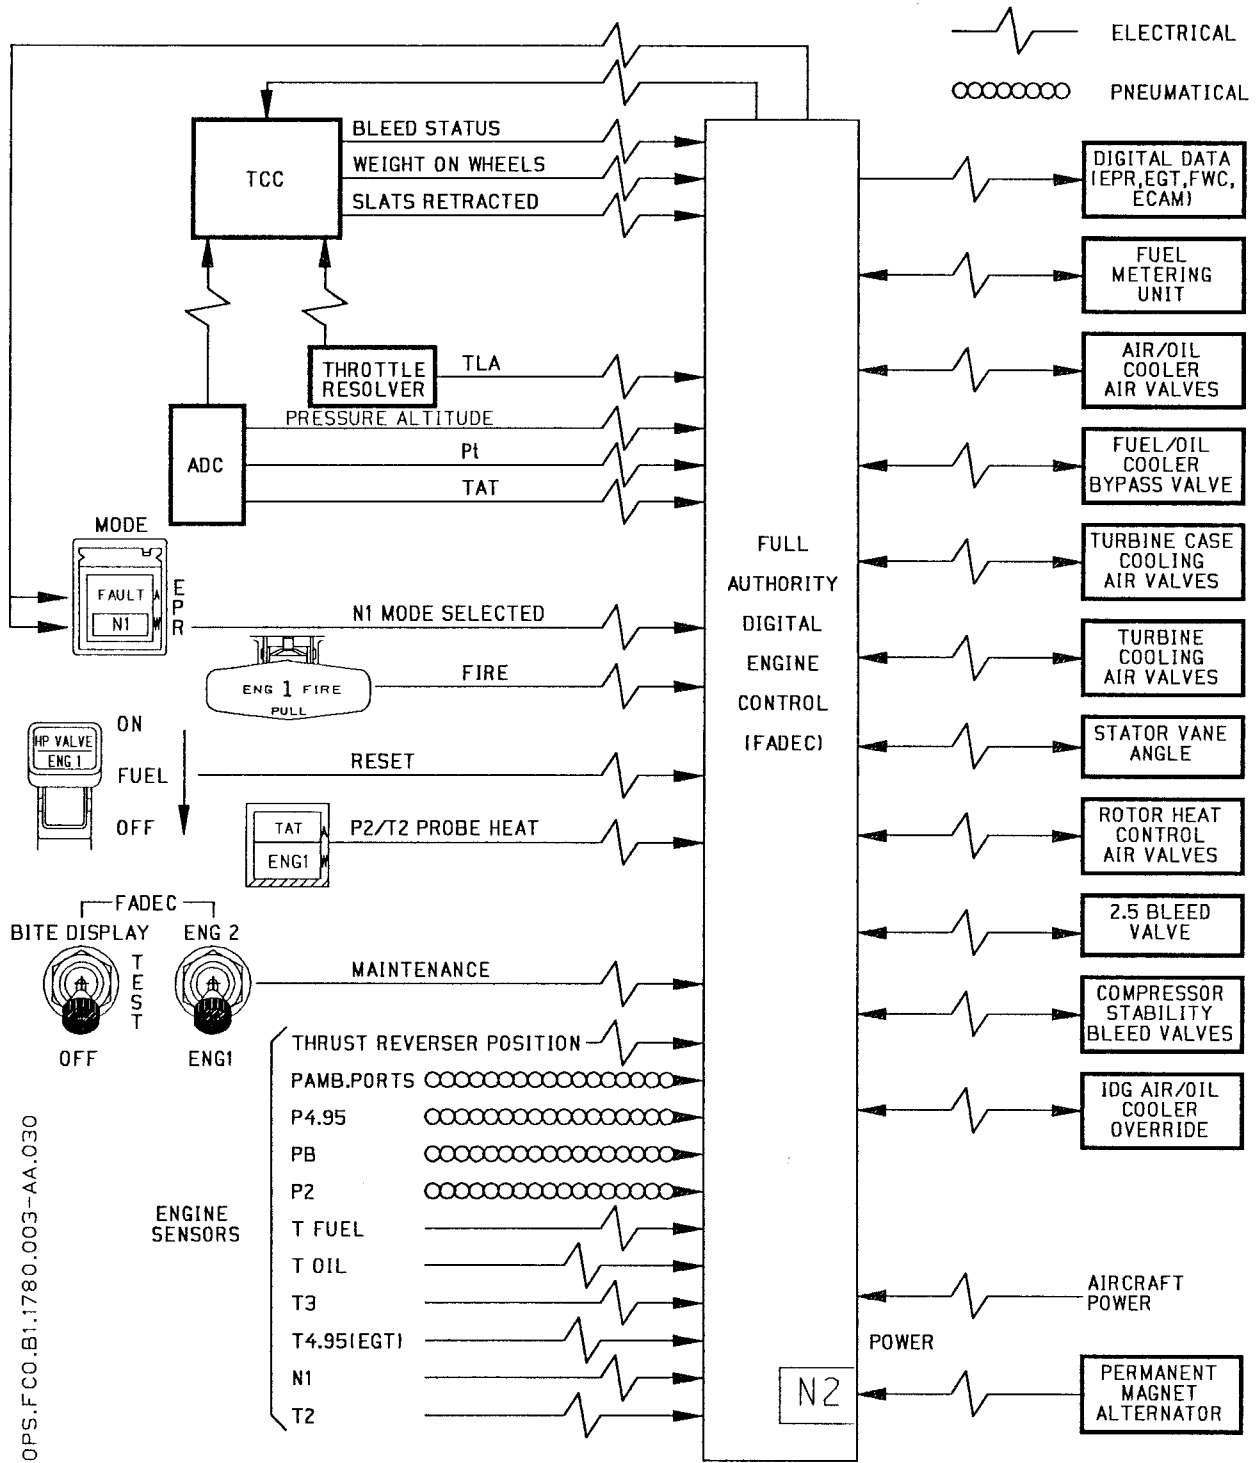 ELECTRICAL
PNEUMATICAL
TCC
BLEED STATUS
WEIGHT ON WHEELS
SLATS RETRACTED
THROTTLE
RESOLVER
TLA
PRESSURE ALTITUDE
ADC
Pt
TAT
MODE
FAULT
N1
EPR
N1 MODE SELECTED
ENG 1 FIRE
PULL
FIRE
ON
HP VALVE
ENG 1
FUEL
OFF
RESET
TAT
ENG1
P2/T2 PROBE HEAT
FADEC
BITE DISPLAY
ENG 2
TEST
OFF
ENG1
MAINTENANCE
ENGINE
SENSORS
THRUST REVERSER POSITION
PAMB.PORTS
P4.95
PB
P2
T FUEL
T OIL
T3
T4.95(EGT)
N1
T2
FULL
AUTHORITY
DIGITAL
ENGINE
CONTROL
(FADEC)
N2
DIGITAL DATA
(EPR,EGT,FWC,
ECAM)
FUEL
METERING
UNIT
AIR/OIL
COOLER
AIR VALVES
FUEL/OIL
COOLER
BYPASS VALVE
TURBINE CASE
COOLING
AIR VALVES
TURBINE
COOLING
AIR VALVES
STATOR VANE
ANGLE
ROTOR HEAT
CONTROL
AIR VALVES
2.5 BLEED
VALVE
COMPRESSOR
STABILITY
BLEED VALVES
IDG AIR/OIL
COOLER
OVERRIDE
AIRCRAFT
POWER
POWER
PERMANENT
MAGNET
ALTERNATOR
OPS.FCO.B1.1780.003-AA.030